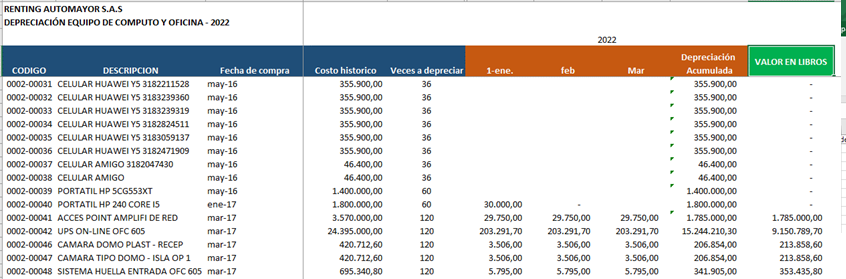 RENTING AUTOMAYOR S.A.S
DEPRECIACIÓN EQUIPO DE COMPUTO Y OFICINA - 2022
2022
CODIGO DESCRIPCION Fecha de compra Costo historico Veces a depreciar 1-ene. feb Mar Depreciación Acumulada VALOR EN LIBROS
0002-00031 CELULAR HUAWEI Y5 3182211528 may-16 355.900,00 36 355.900,00 -
0002-00032 CELULAR HUAWEI Y5 3183239360 may-16 355.900,00 36 355.900,00 -
0002-00033 CELULAR HUAWEI Y5 3183239319 may-16 355.900,00 36 355.900,00 -
0002-00034 CELULAR HUAWEI Y5 3182824511 may-16 355.900,00 36 355.900,00 -
0002-00035 CELULAR HUAWEI Y5 3183059137 may-16 355.900,00 36 355.900,00 -
0002-00036 CELULAR HUAWEI Y5 3182471909 may-16 355.900,00 36 355.900,00 -
0002-00037 CELULAR AMIGO 3182047430 may-16 46.400,00 36 46.400,00 -
0002-00038 CELULAR AMIGO may-16 46.400,00 36 46.400,00 -
0002-00039 PORTATIL HP 5CG553XT may-16 1.400.000,00 60 1.400.000,00 -
0002-00040 PORTATIL HP 240 CORE I5 ene-17 1.800.000,00 60 30.000,00 - 1.800.000,00 -
0002-00041 ACCES POINT AMPLIFI DE RED mar-17 3.570.000,00 120 29.750,00 29.750,00 29.750,00 1.785.000,00 1.785.000,00
0002-00042 UPS ON-LINE OFC 605 mar-17 24.395.000,00 120 203.291,70 203.291,70 203.291,70 15.244.210,30 9.150.789,70
0002-00046 CAMARA DOMO PLAST - RECEP mar-17 420.712,60 120 3.506,00 3.506,00 3.506,00 206.854,00 213.858,60
0002-00047 CAMARA TIPO DOMO - ISLA OP 1 mar-17 420.712,60 120 3.506,00 3.506,00 3.506,00 206.854,00 213.858,60
0002-00048 SISTEMA HUELLA ENTRADA OFC 605 mar-17 695.340,80 120 5.795,00 5.795,00 5.795,00 341.905,00 353.435,80